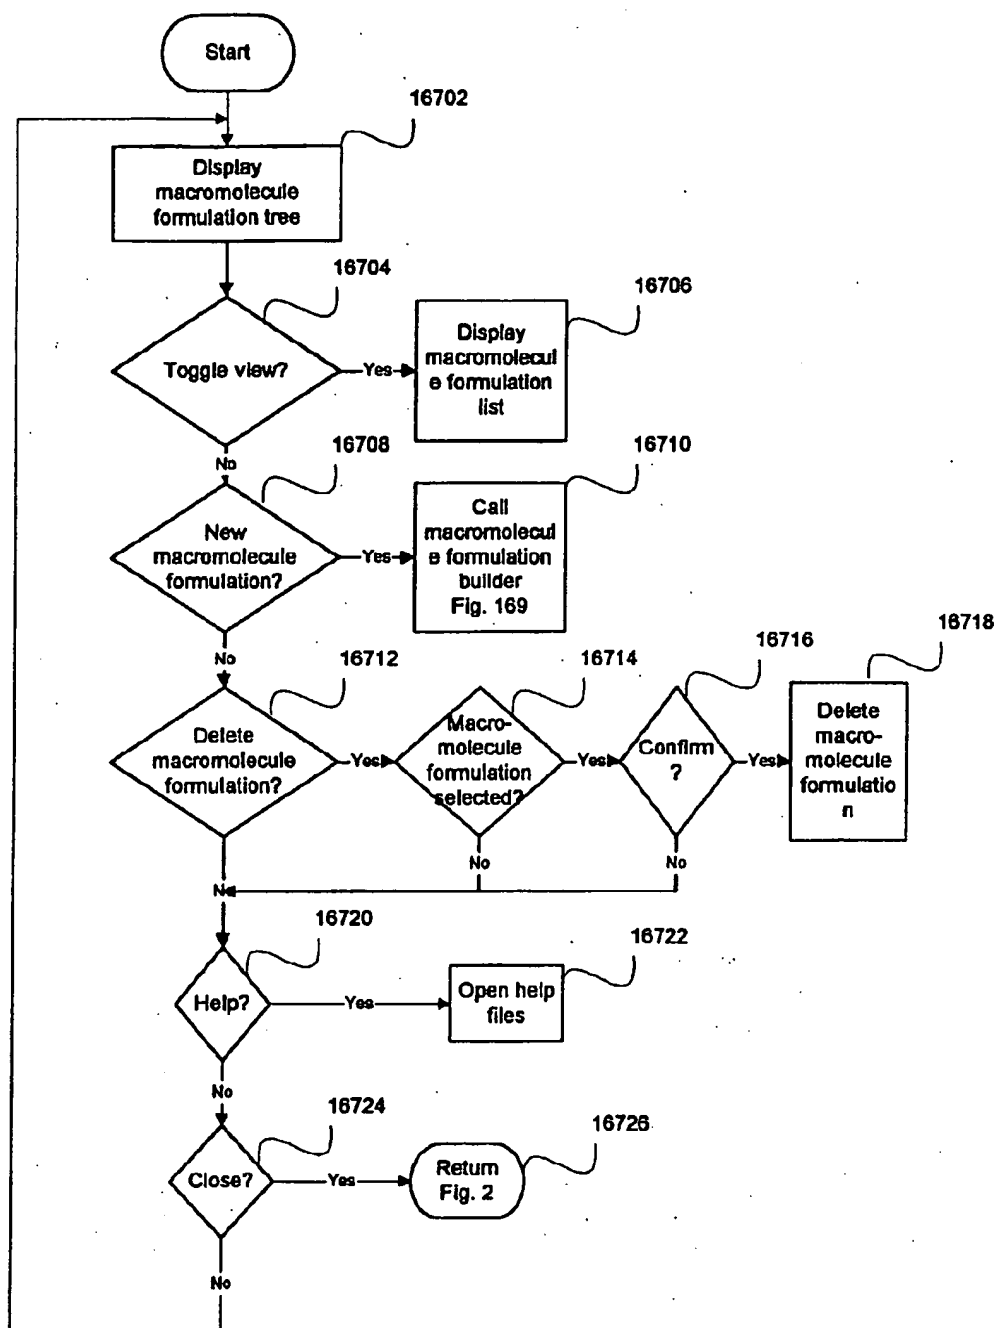 Start
16702
Display
macromolecule
formulation tree
16704
16706
Toggle view?
Yes
Display
macromolecul
e formulation
list
No
16708
16710
New
macromolecule
formulation?
Yes
Call
macromolecul
e formulation
builder
Fig. 169
No
16712
16714
16716
16718
Delete
macromolecule
formulation?
Yes
Macro-
molecule
formulation
selected?
Yes
Confirm
?
Yes
Delete
macro-
molecule
formulatio
n
No
No
N
16720
16722
Help?
Yes
Open help
files
No
16724
16726
Close?
Yes
Return
Fig. 2
No